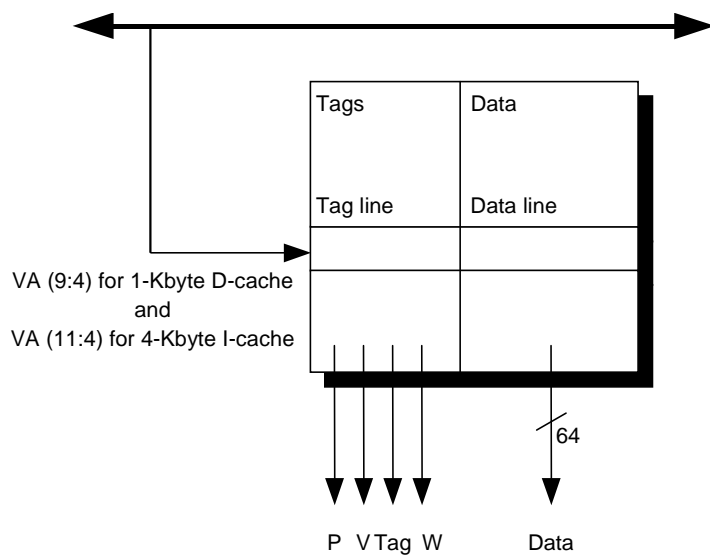 Tags Data
Tag line Data line
VA (9:4) for 1-Kbyte D-cache
and
VA (11:4) for 4-Kbyte I-cache
64
P V Tag W Data